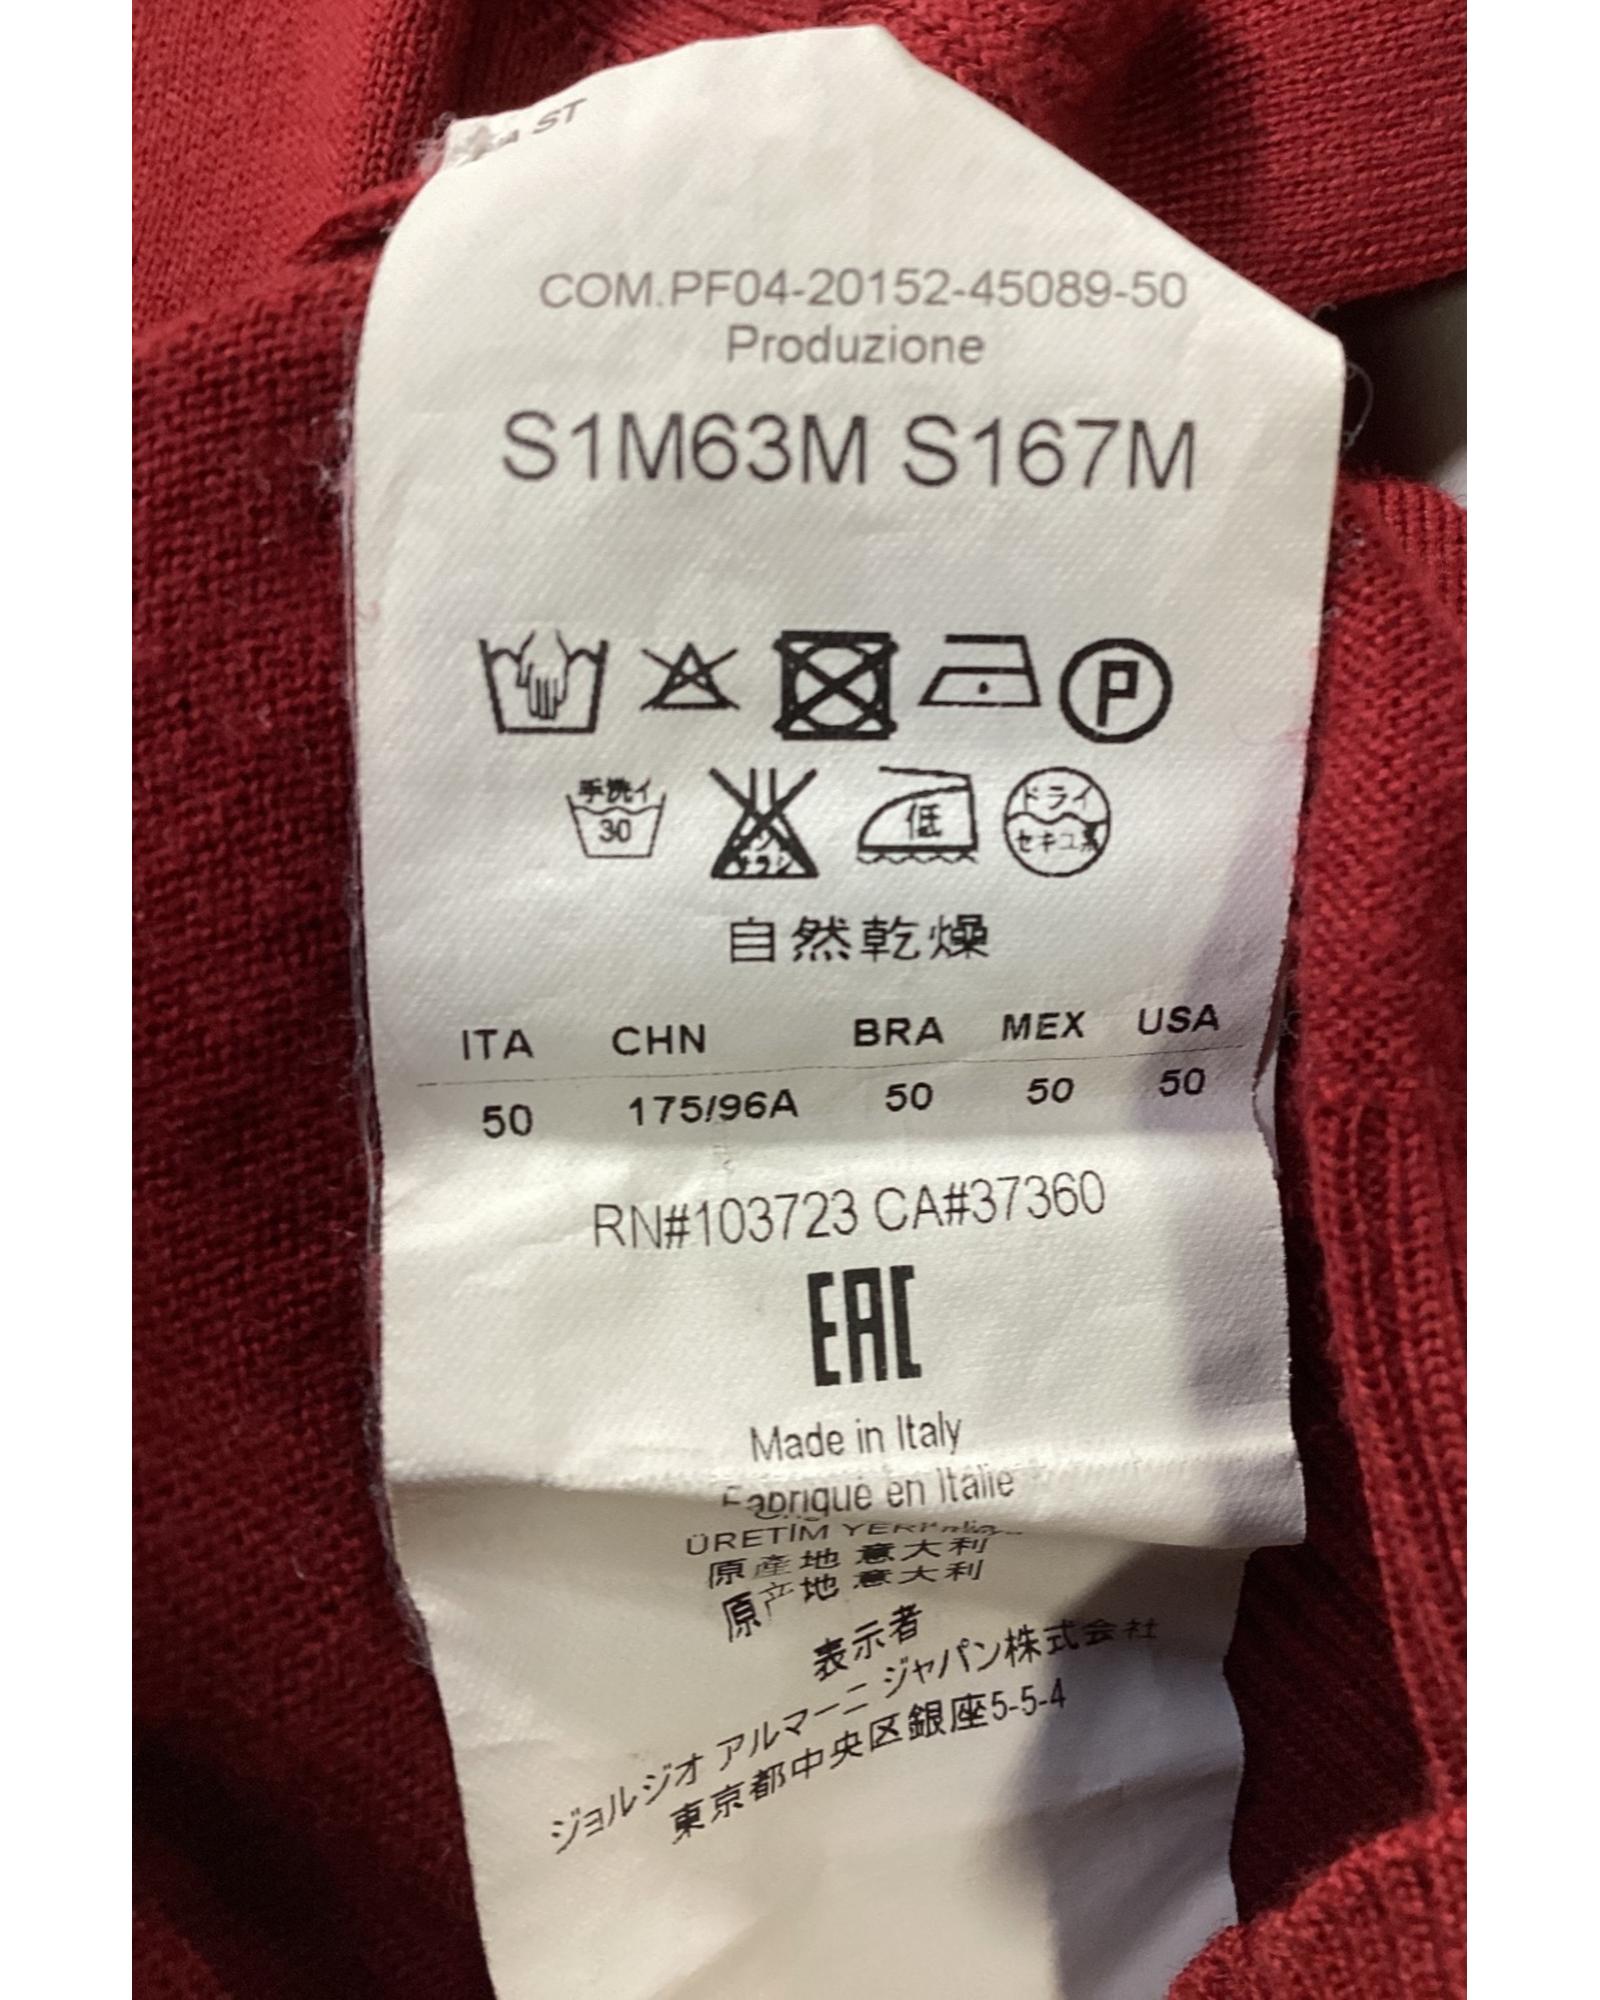 ST
COM.PF04-20152-45089-50
Produzione
S1M63M S167M
P
手洗イ
30
低
ドライ
セキユ系
自然乾燥
ITA CHN BRA MEX USA
50 175/96A 50 50 50
RN#103723 CA#37360
EAC
Made in Italy
Fabriqué en Italie
ÜRETİM YERİ
原産地 意大利
原产地 意大利
表示者
ジョルジオ アルマーニ ジャパン株式会社
東京都中央区銀座5-5-4